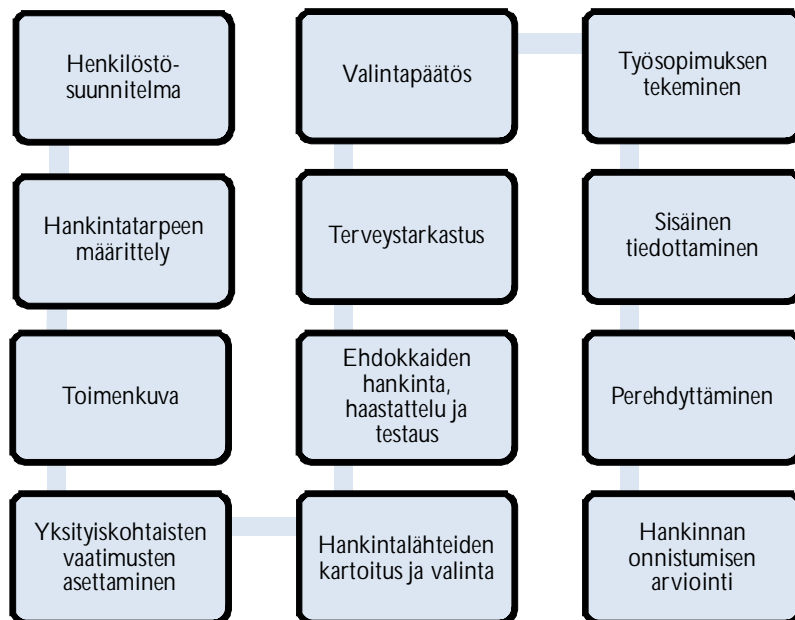 Henkilöstö-
suunnitelma
Hankintatarpeen
määrittely
Toimenkuva
Yksityiskohtaisten
vaatimusten
asettaminen
Hankintalähteiden
kartoitus ja valinta
Ehdokkaiden
hankinta,
haastattelu ja
testaus
Terveystarkastus
Valintapäätös
Työsopimuksen
tekeminen
Sisäinen
tiedottaminen
Perehdyttäminen
Hankinnan
onnistumisen
arviointi